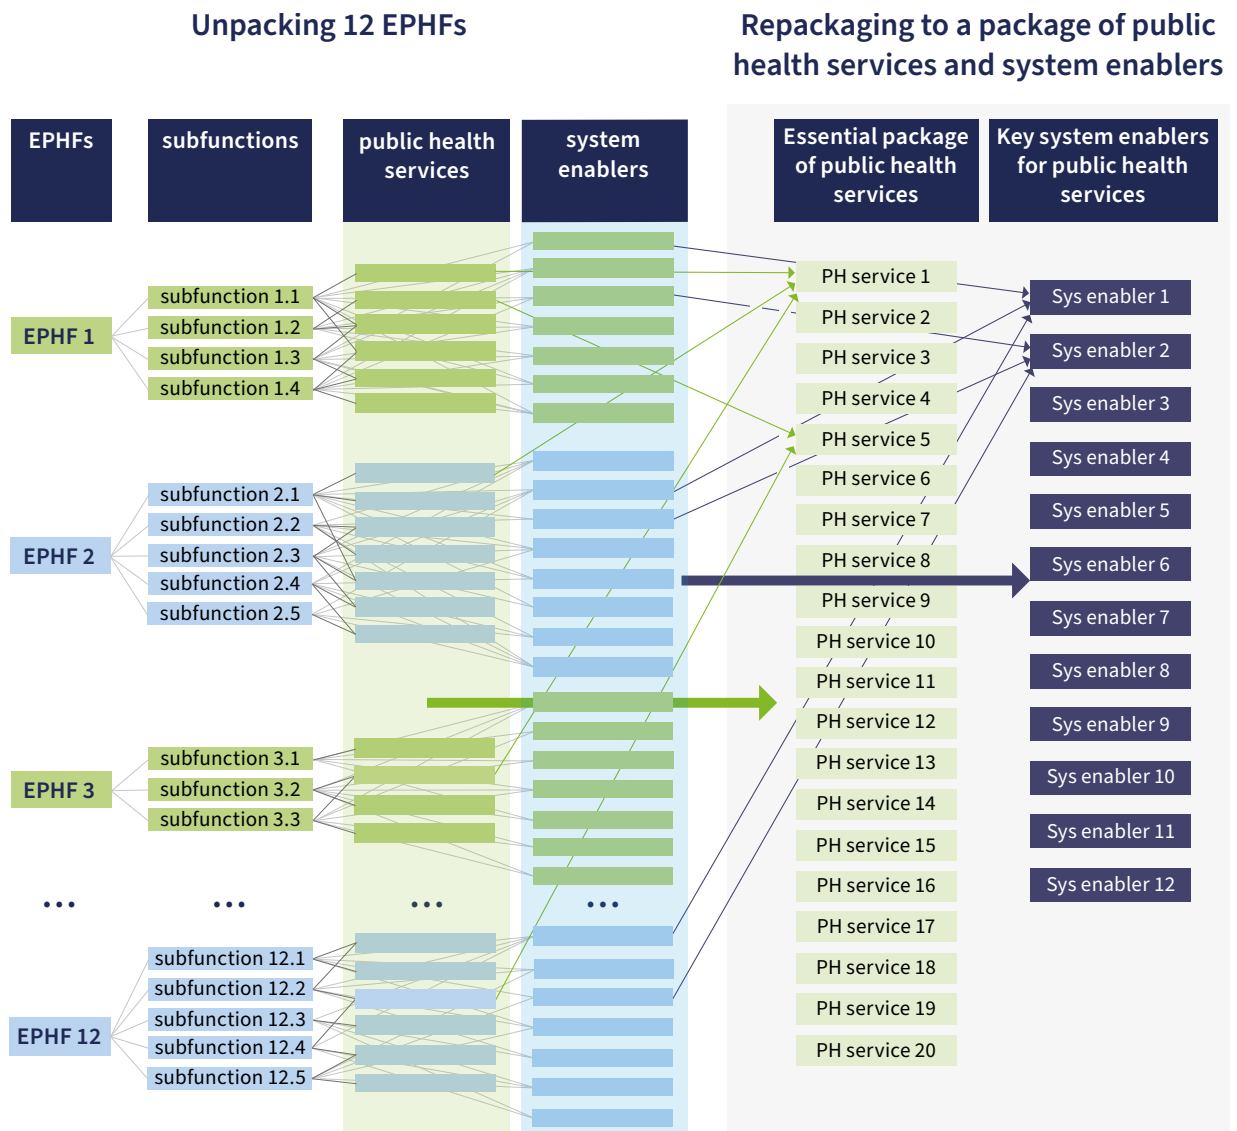 Unpacking 12 EPHFs
Repackaging to a package of public
health services and system enablers
EPHFs
subfunctions
public health
services
system
enablers
Essential package
of public health
services
Key system enablers
for public health
services
EPHF 1
subfunction 1.1
subfunction 1.2
subfunction 1.3
subfunction 1.4
EPHF 2
subfunction 2.1
subfunction 2.2
subfunction 2.3
subfunction 2.4
subfunction 2.5
EPHF 3
subfunction 3.1
subfunction 3.2
subfunction 3.3
...
...
...
...
EPHF 12
subfunction 12.1
subfunction 12.2
subfunction 12.3
subfunction 12.4
subfunction 12.5
PH service 1
PH service 2
PH service 3
PH service 4
PH service 5
PH service 6
PH service 7
PH service 8
PH service 9
PH service 10
PH service 11
PH service 12
PH service 13
PH service 14
PH service 15
PH service 16
PH service 17
PH service 18
PH service 19
PH service 20
Sys enabler 1
Sys enabler 2
Sys enabler 3
Sys enabler 4
Sys enabler 5
Sys enabler 6
Sys enabler 7
Sys enabler 8
Sys enabler 9
Sys enabler 10
Sys enabler 11
Sys enabler 12